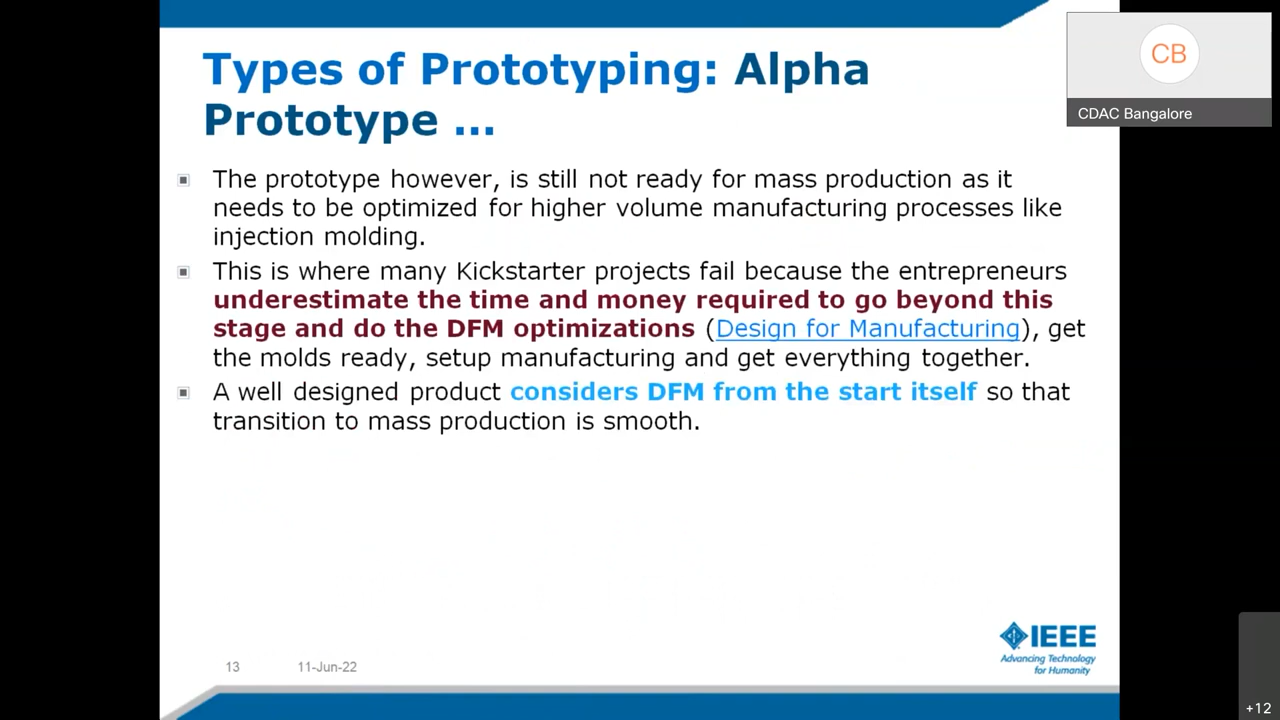 Types of Prototyping: Alpha
Prototype ...
The prototype however, is still not ready for mass production as it
needs to be optimized for higher volume manufacturing processes like
injection molding.
This is where many Kickstarter projects fail because the entrepreneurs
underestimate the time and money required to go beyond this
stage and do the DFM optimizations (Design for Manufacturing), get
the molds ready, setup manufacturing and get everything together.
A well designed product considers DFM from the start itself so that
transition to mass production is smooth.
13
11-Jun-22
IEEE
Advancing Technology
for Humanity
CB
CDAC Bangalore
+12